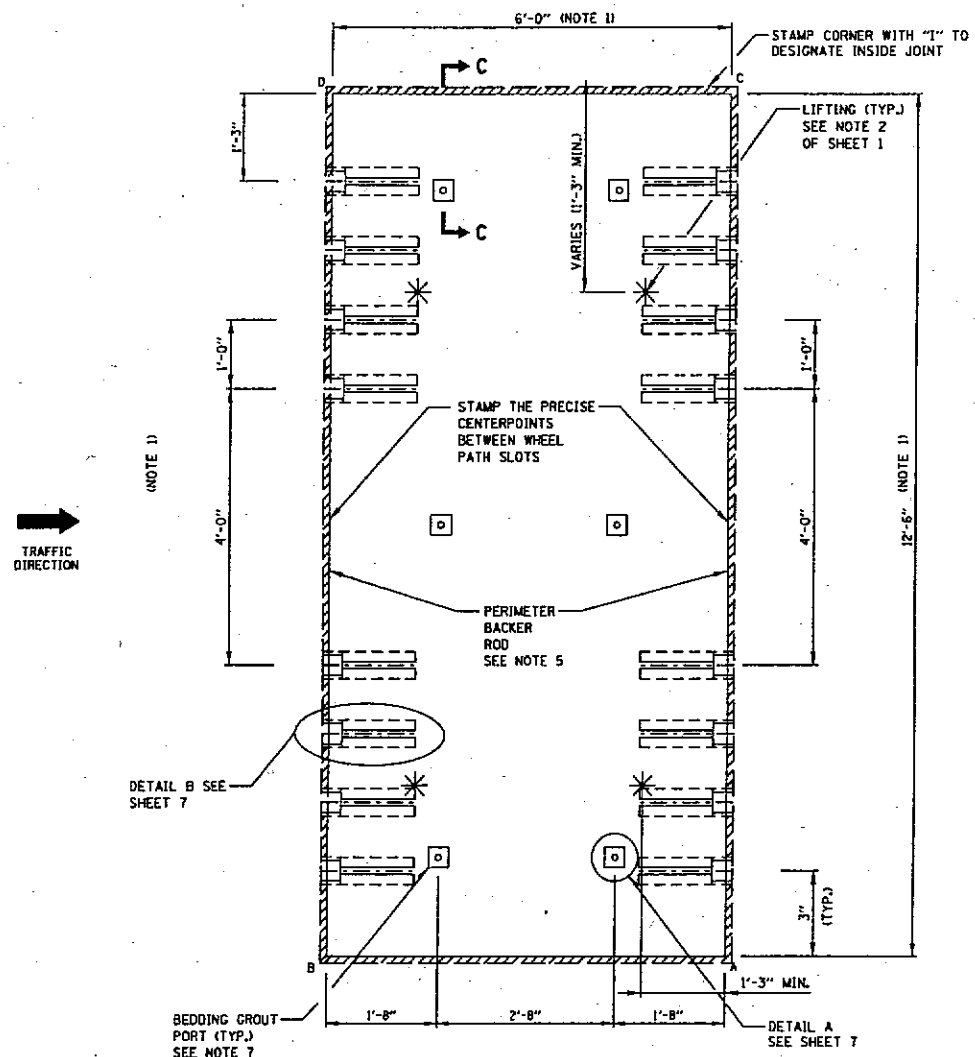 6'-0" (NOTE 1)
STAMP CORNER WITH "I" TO
DESIGNATE INSIDE JOINT
D
C
C
LIFTING (TYP.)
SEE NOTE 2
OF SHEET 1
1'-3"
VARIES (1'-3" MIN.)
C
1'-0"
1'-0"
STAMP THE PRECISE
CENTERPOINTS
BETWEEN WHEEL
PATH SLOTS
(NOTE 1)
4'-0"
4'-0"
12'-6" (NOTE 1)
TRAFFIC
DIRECTION
PERIMETER
BACKER
ROD
SEE NOTE 5
DETAIL B SEE
SHEET 7
3"
(TYP.)
B
A
1'-3" MIN.
1'-8"
2'-8"
1'-8"
BEDDING GROUT
PORT (TYP.)
SEE NOTE 7
DETAIL A
SEE SHEET 7